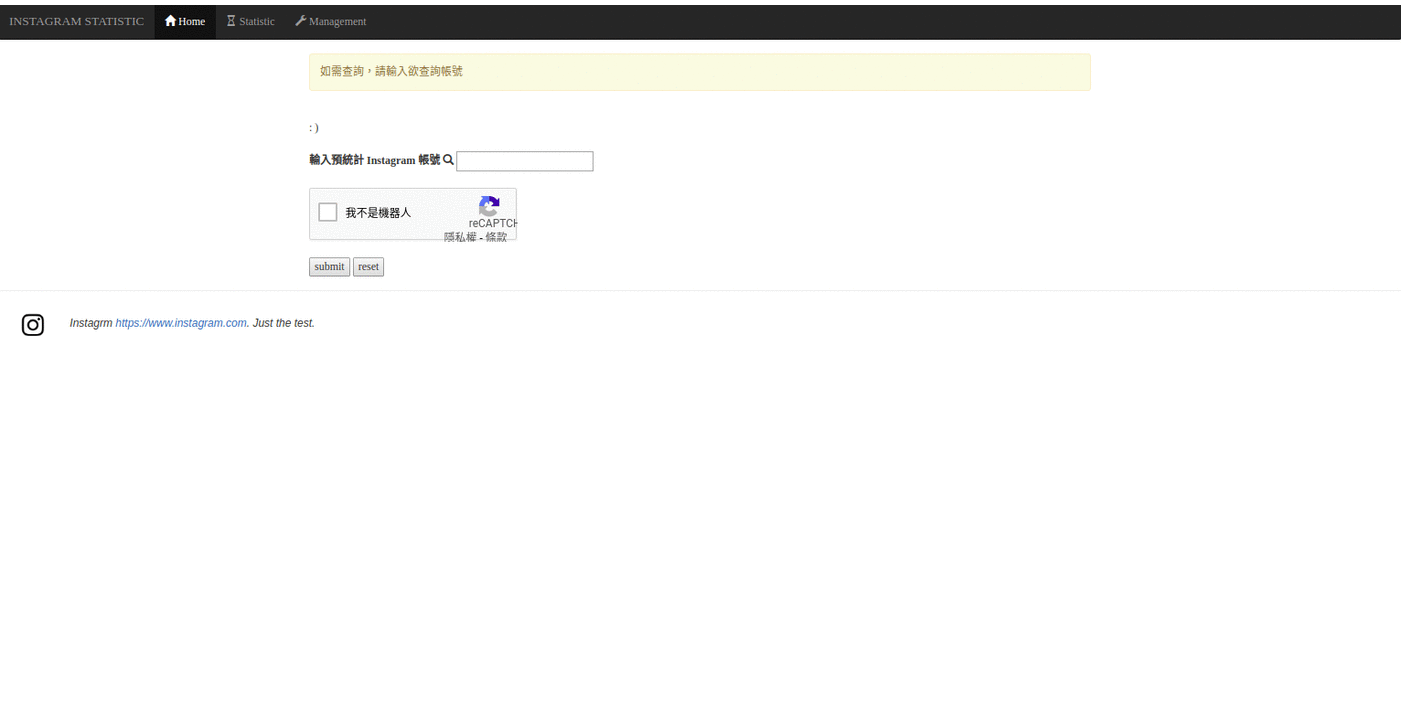 INSTAGRAM STATISTIC Home Statistic Management
如需查詢，請輸入欲查詢帳號
: )
輸入預統計 Instagram 帳號
我不是機器人
reCAPTCH
隱私權 - 條款
submit reset
Instagrm https://www.instagram.com. Just the test.